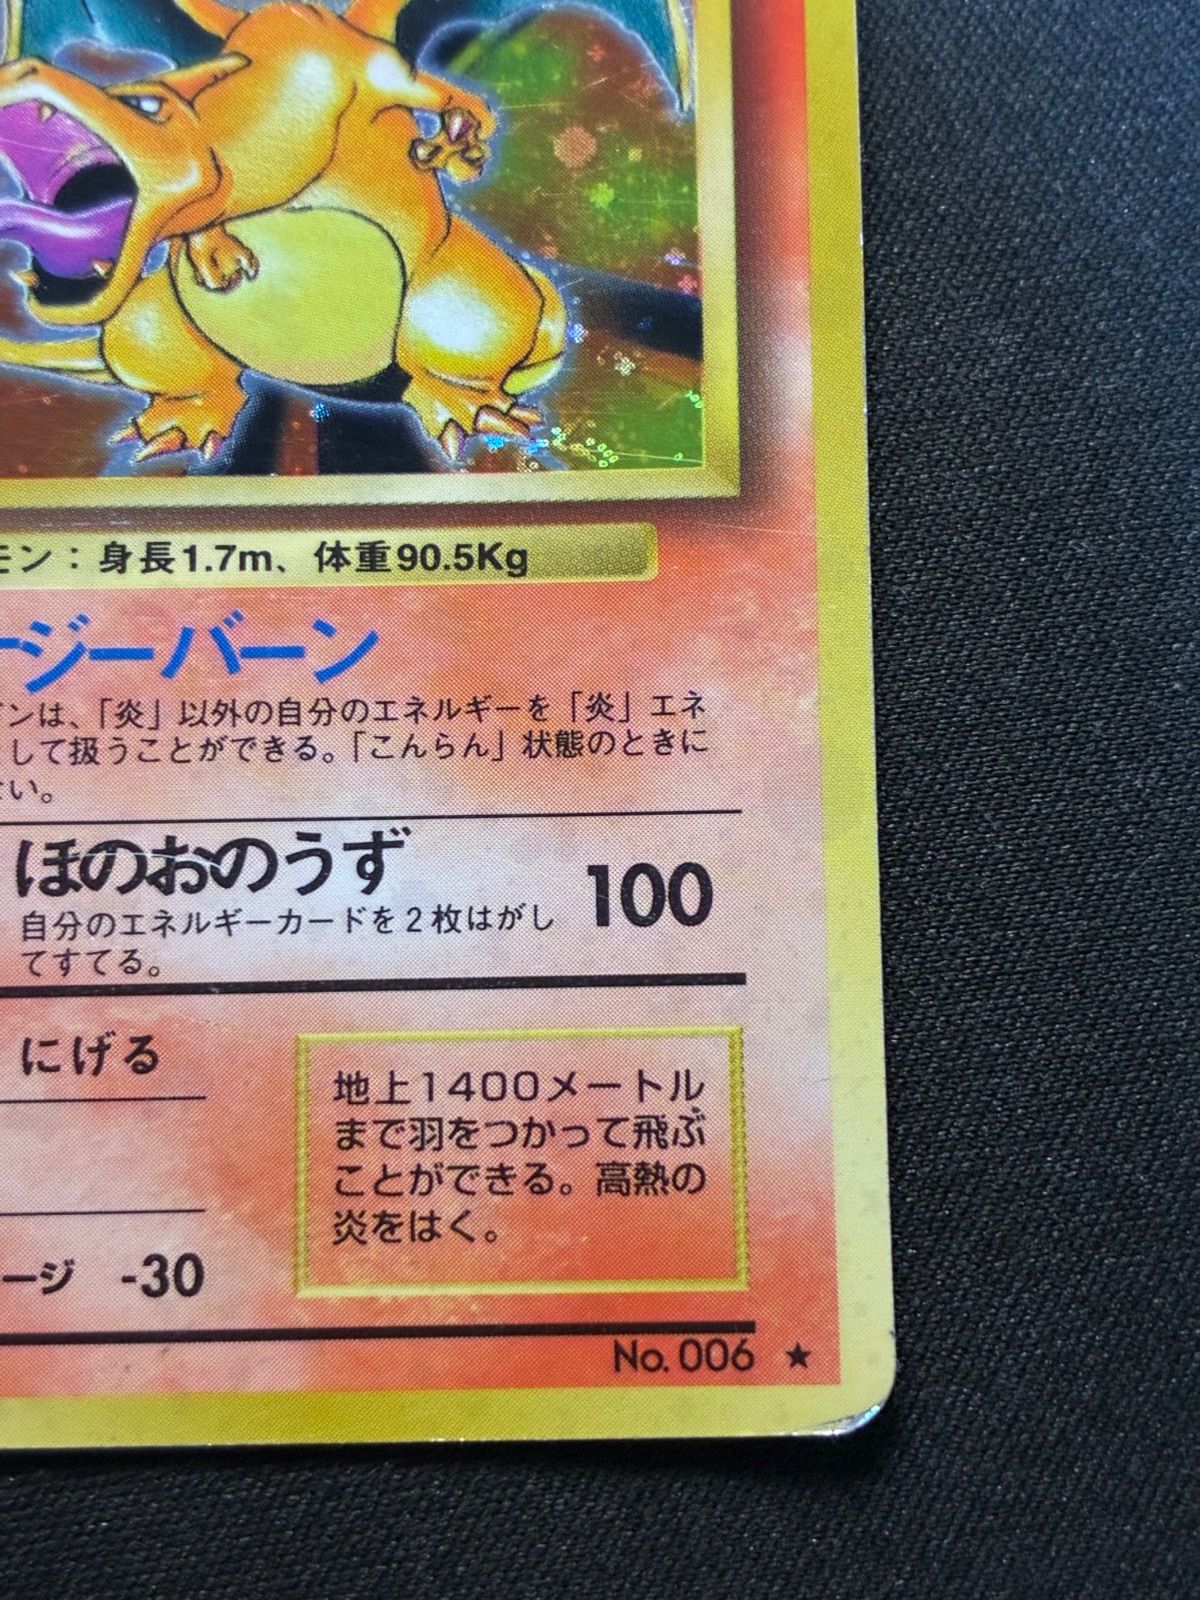 モン：身長1.7m、体重90.5Kg
ジーバーン
ンは、「炎」以外の自分のエネルギーを「炎」エネ
して扱うことができる。「こんらん」状態のときに
い。
ほのおのうず
100
自分のエネルギーカードを2枚はがし
てすてる。
にげる
地上1400メートル
まで羽をつかって飛ぶ
ことができる。高熱の
炎をはく。
ージ -30
No. 006 ★